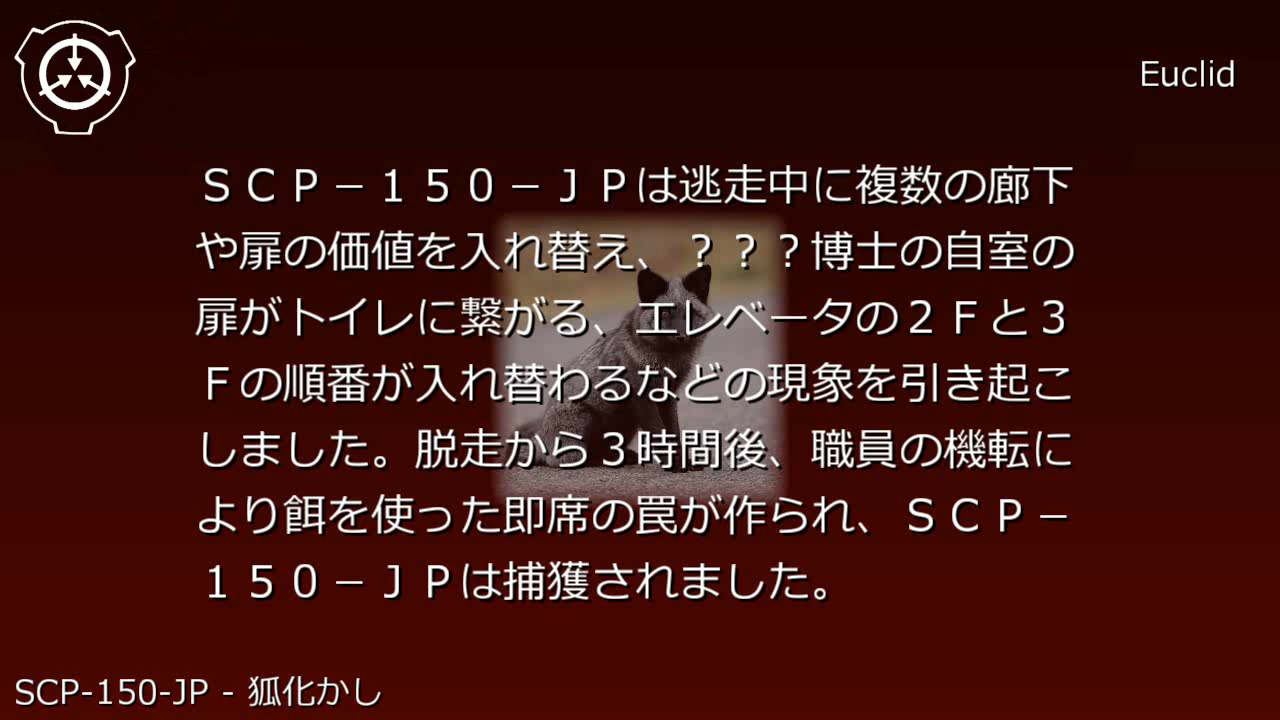 Euclid
ＳＣＰ－１５０－ＪＰは逃走中に複数の廊下
や扉の価値を入れ替え、？？？博士の自室の
扉がトイレに繋がる、エレベータの２Ｆと３
Ｆの順番が入れ替わるなどの現象を引き起こ
しました。脱走から３時間後、職員の機転に
より餌を使った即席の罠が作られ、ＳＣＰ－
１５０－ＪＰは捕獲されました。
SCP-150-JP - 狐化かし